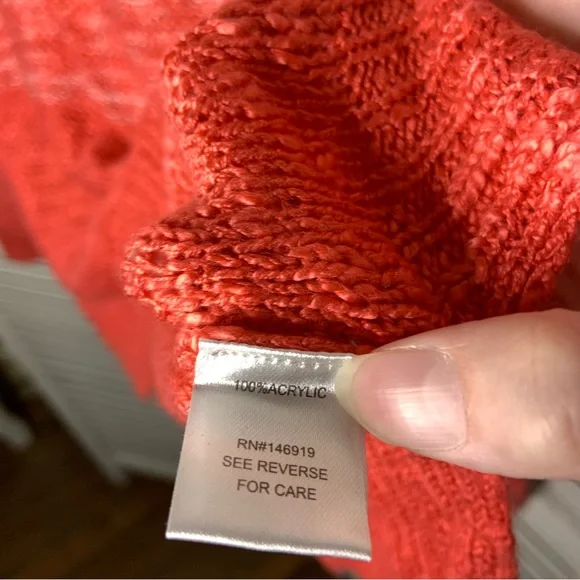 100%ACRYLIC
RN#146919
SEE REVERSE
FOR CARE